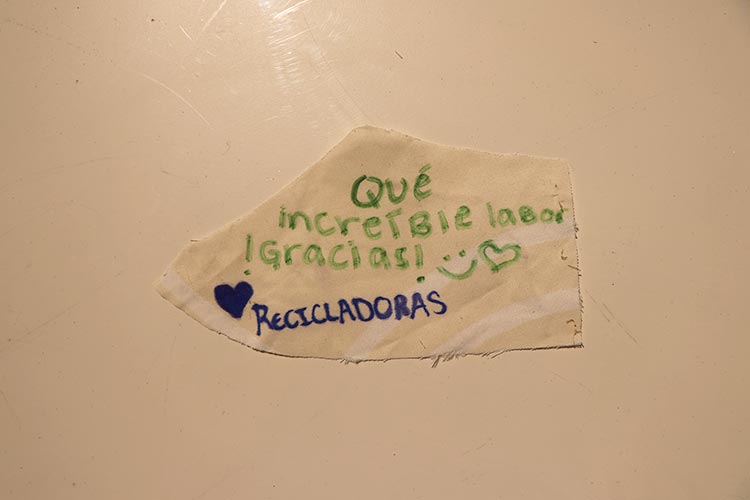 QUÉ
increíBle labor
!Gracias!
RECICLADORAS